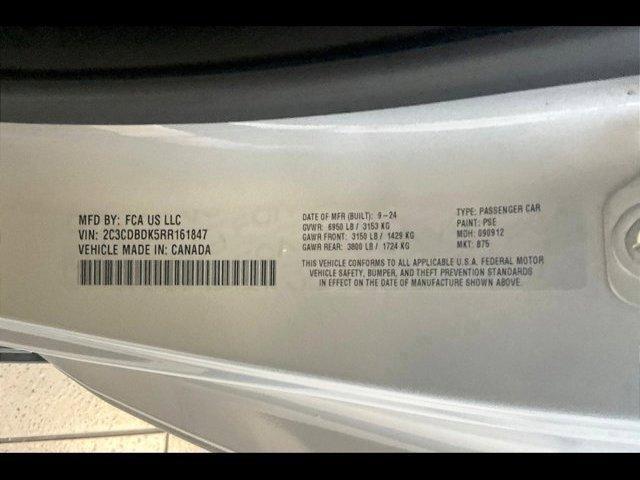 MFD BY: FCA US LLC
VIN: 2C3CDBDK5RR161847
VEHICLE MADE IN: CANADA
DATE OF MFR (BUILT): 9-24
GVWR: 6950 LB / 3153 KG
GAWR FRONT: 3150 LB / 1429 KG
GAWR REAR: 3800 LB / 1724 KG
TYPE: PASSENGER CAR
PAINT: PSE
MDH: 090912
MKT: 875
THIS VEHICLE CONFORMS TO ALL APPLICABLE U.S.A. FEDERAL MOTOR
VEHICLE SAFETY, BUMPER, AND THEFT PREVENTION STANDARDS
IN EFFECT ON THE DATE OF MANUFACTURE SHOWN ABOVE.